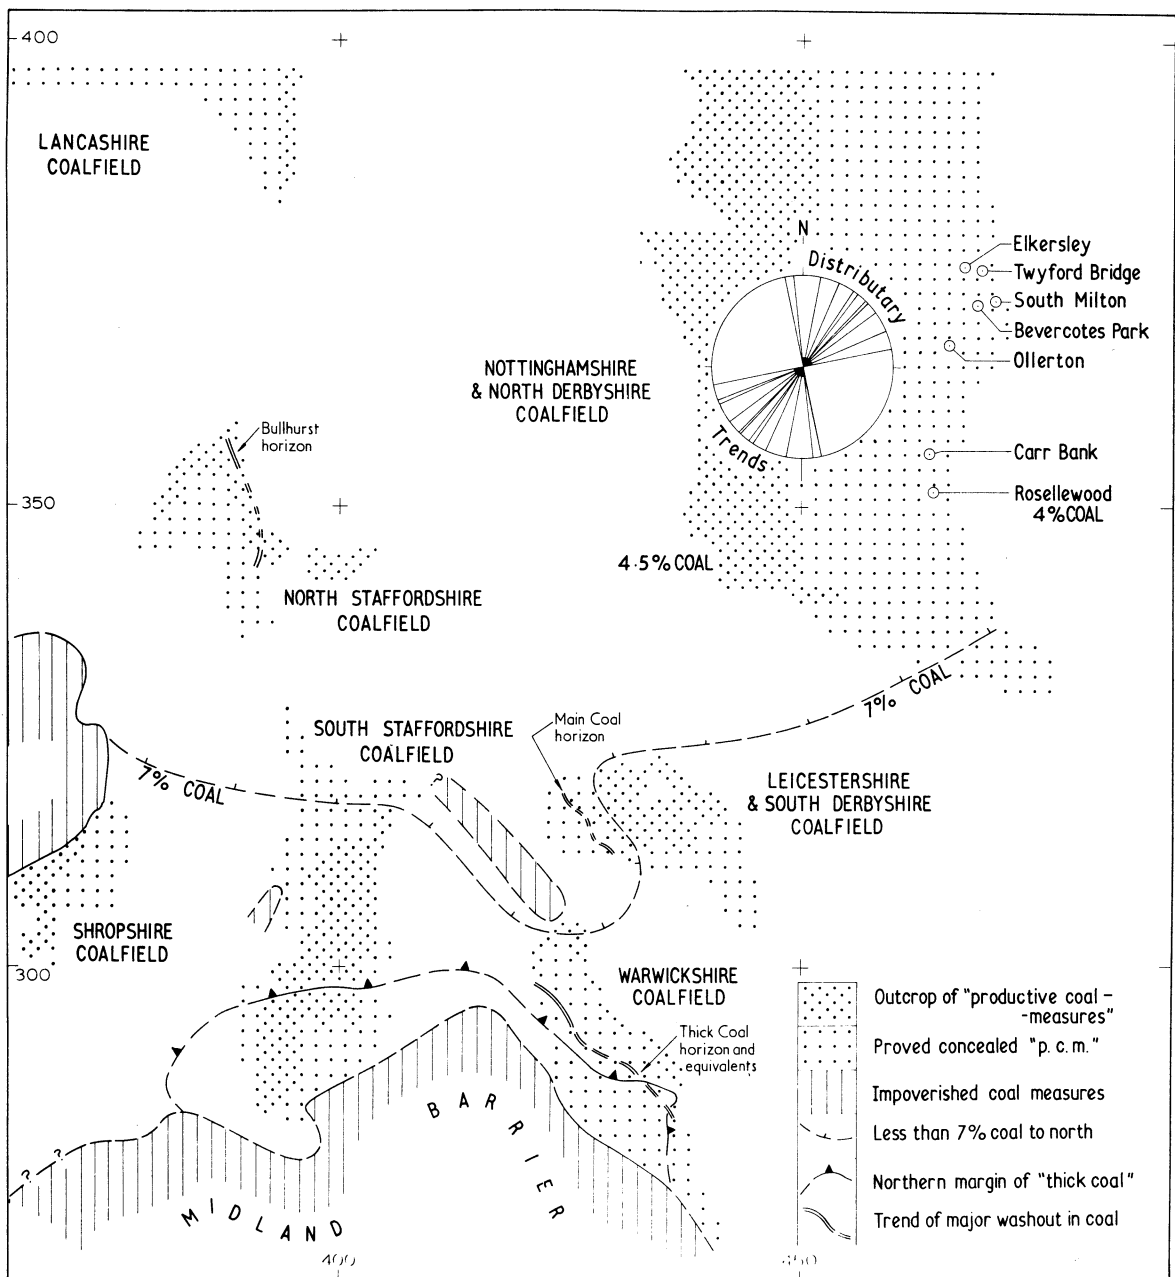 400
LANCASHIRE
COALFIELD
N
Distributary
Trends
Elkersley
Twyford Bridge
South Milton
Bevercotes Park
Ollerton
NOTTINGHAMSHIRE
& NORTH DERBYSHIRE
COALFIELD
Bullhurst
horizon
Carr Bank
350
Rosellewood
4% COAL
4·5% COAL
NORTH STAFFORDSHIRE
COALFIELD
7% COAL
SOUTH STAFFORDSHIRE
COALFIELD
Main Coal
horizon
7% COAL
?
LEICESTERSHIRE
& SOUTH DERBYSHIRE
COALFIELD
SHROPSHIRE
COALFIELD
300
WARWICKSHIRE
COALFIELD
Thick Coal
horizon and
equivalents
MIDLAND
BARRIER
? ?
Outcrop of "productive coal -
-measures"
Proved concealed "p. c. m."
Impoverished coal measures
Less than 7% coal to north
Northern margin of "thick coal"
Trend of major washout in coal
400
450